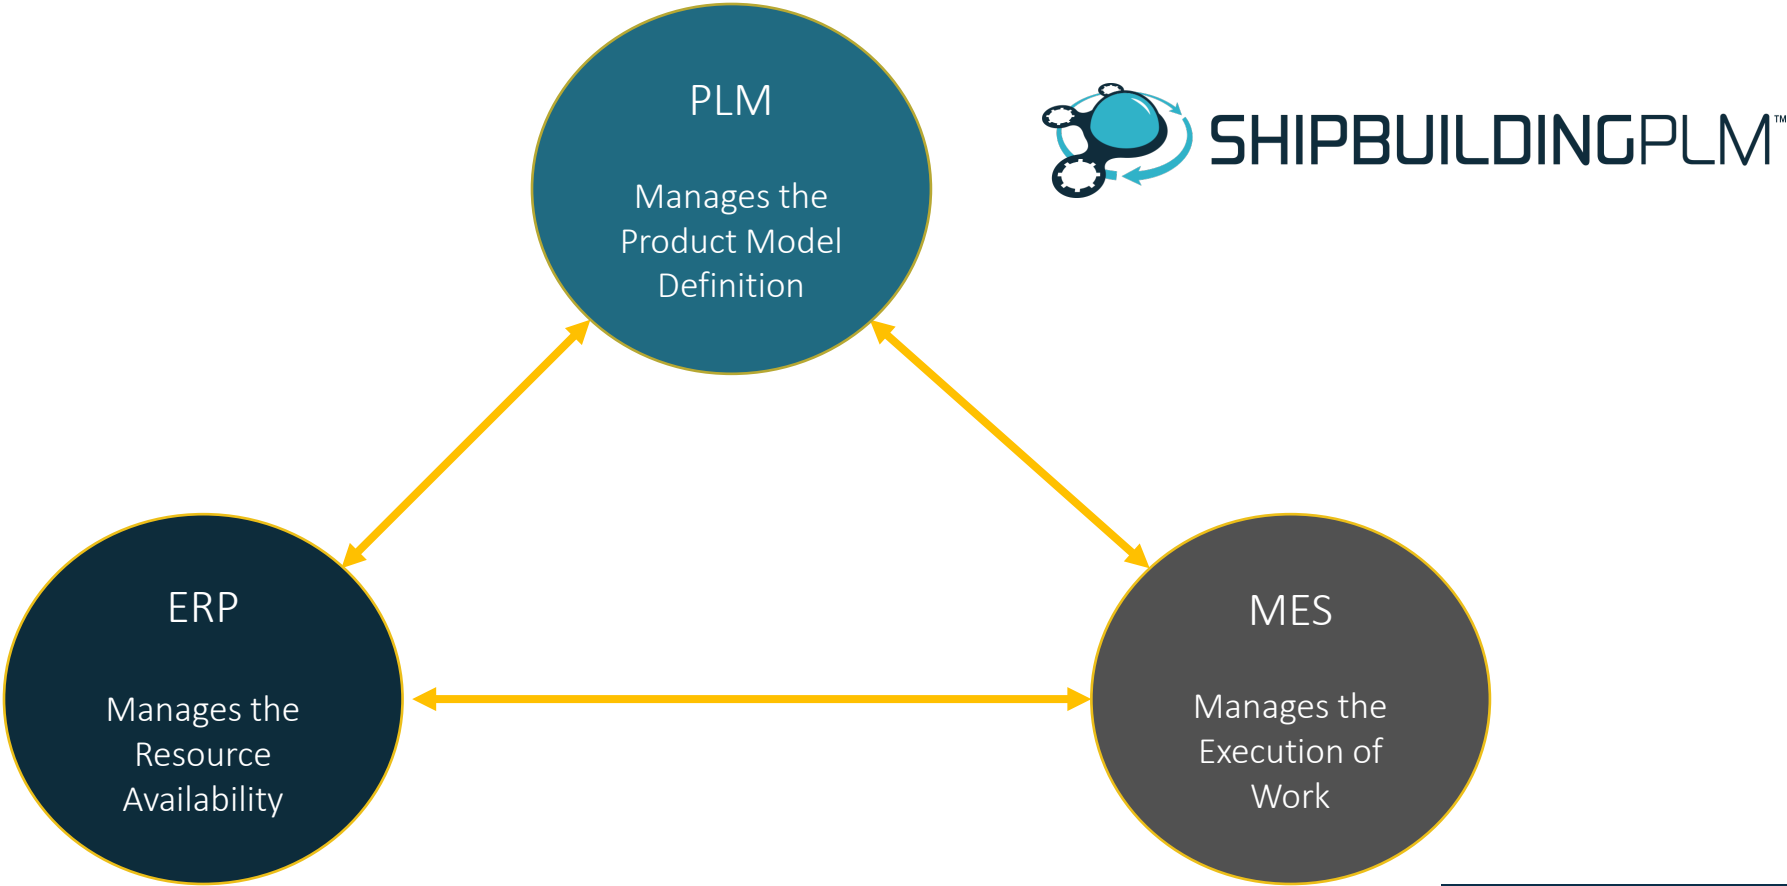 PLM
Manages the
Product Model
Definition
SHIPBUILDINGPLM™
ERP
Manages the
Resource
Availability
MES
Manages the
Execution of
Work